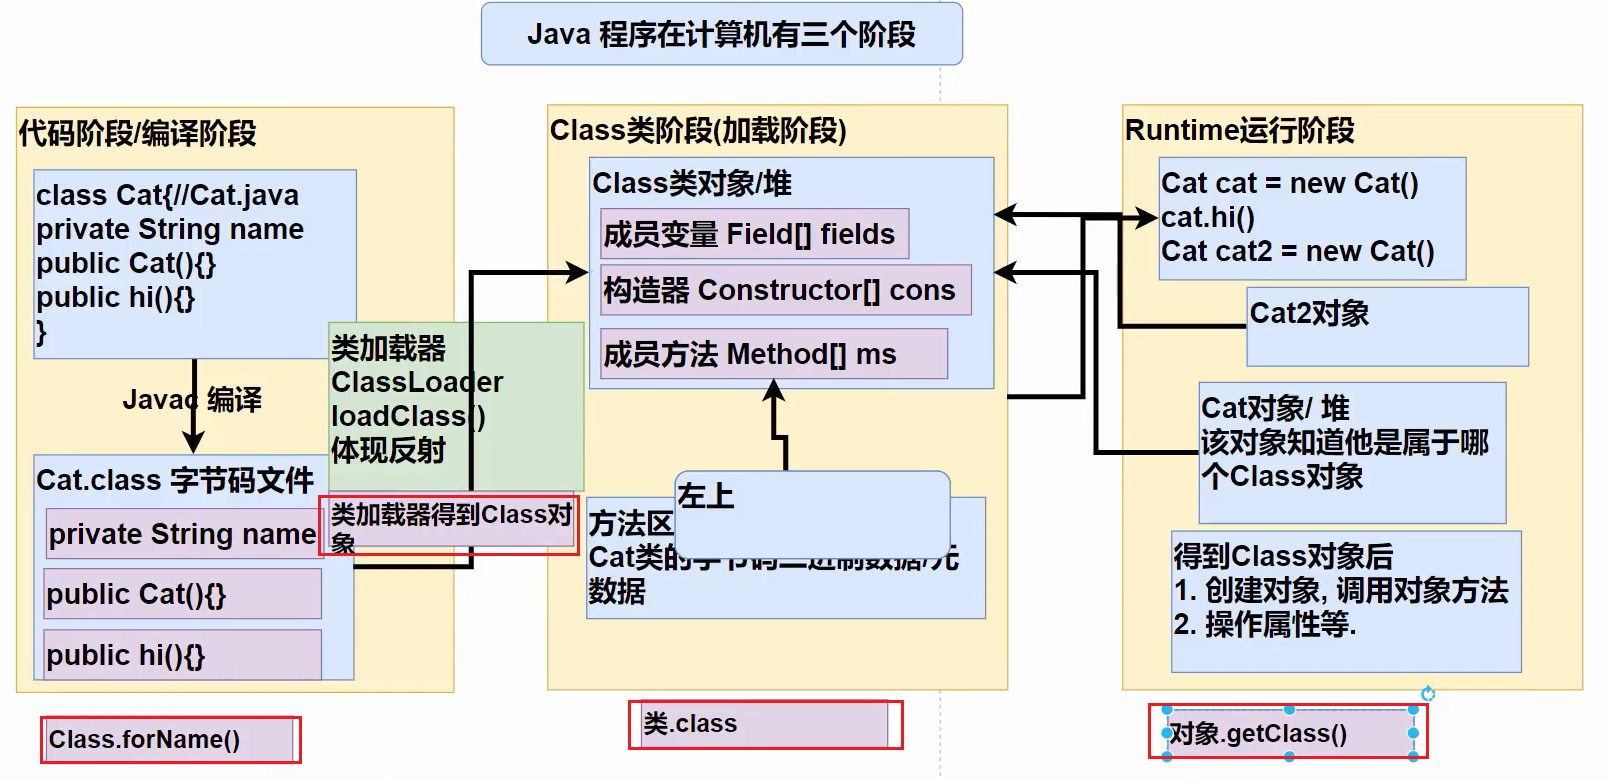 Java 程序在计算机有三个阶段
代码阶段/编译阶段
class Cat{//Cat.java
private String name
public Cat(){}
public hi(){}
}
Javac 编译
Cat.class 字节码文件
private String name
public Cat(){}
public hi(){}
类加载器
ClassLoader
loadClass()
体现反射
类加载器得到Class对
象
Class.forName()
Class类阶段(加载阶段)
Class类对象/堆
成员变量 Field[] fields
构造器 Constructor[] cons
成员方法 Method[] ms
左上
方法区
Cat类的字节码二进制数据/元
数据
类.class
Runtime运行阶段
Cat cat = new Cat()
cat.hi()
Cat cat2 = new Cat()
Cat2对象
Cat对象/ 堆
该对象知道他是属于哪
个Class对象
得到Class对象后
1. 创建对象, 调用对象方法
2. 操作属性等.
对象.getClass()